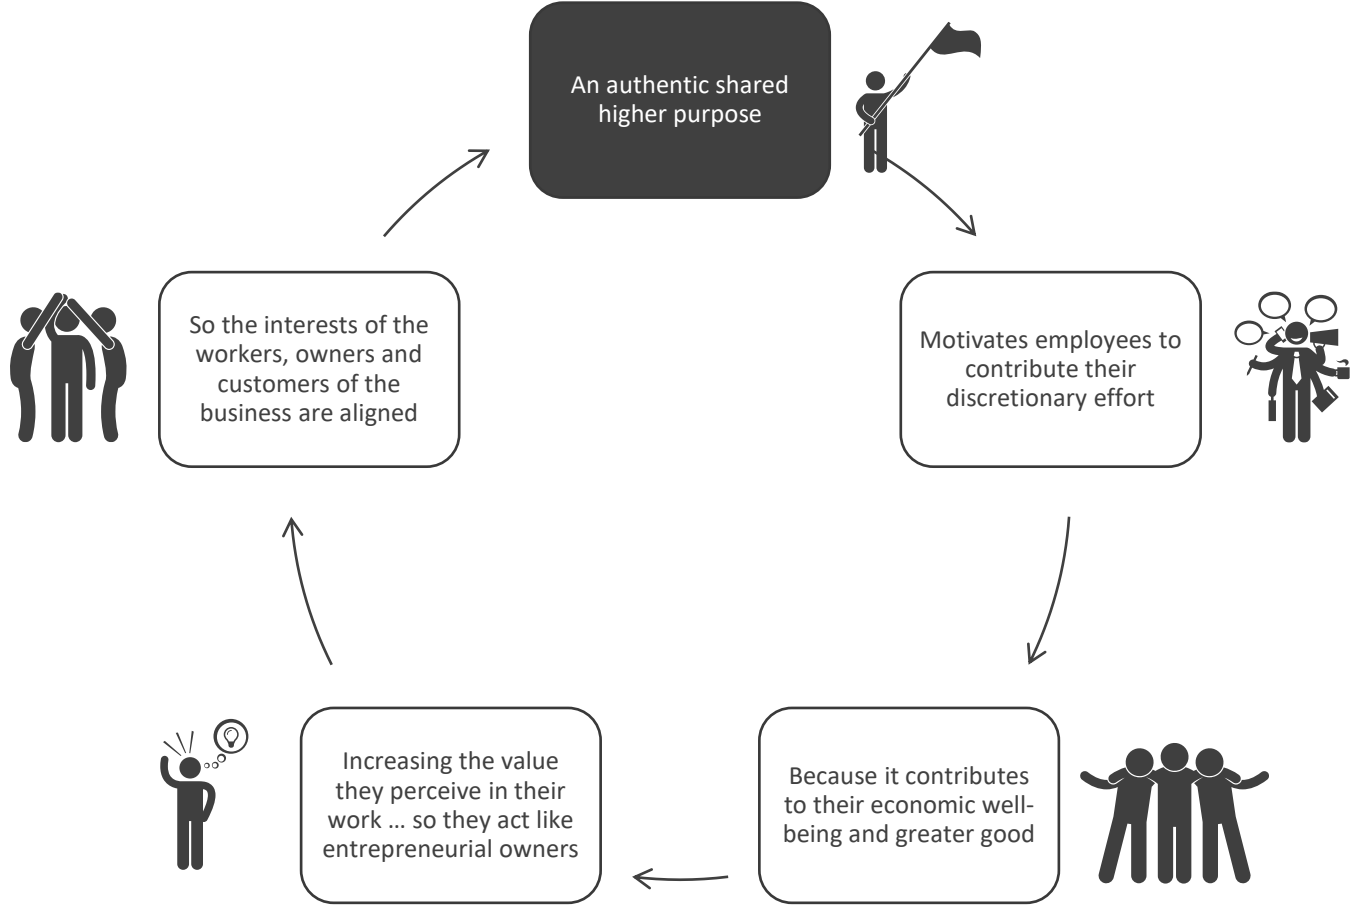 An authentic shared
higher purpose
Motivates employees to
contribute their
discretionary effort
Because it contributes
to their economic well-
being and greater good
Increasing the value
they perceive in their
work … so they act like
entrepreneurial owners
So the interests of the
workers, owners and
customers of the
business are aligned